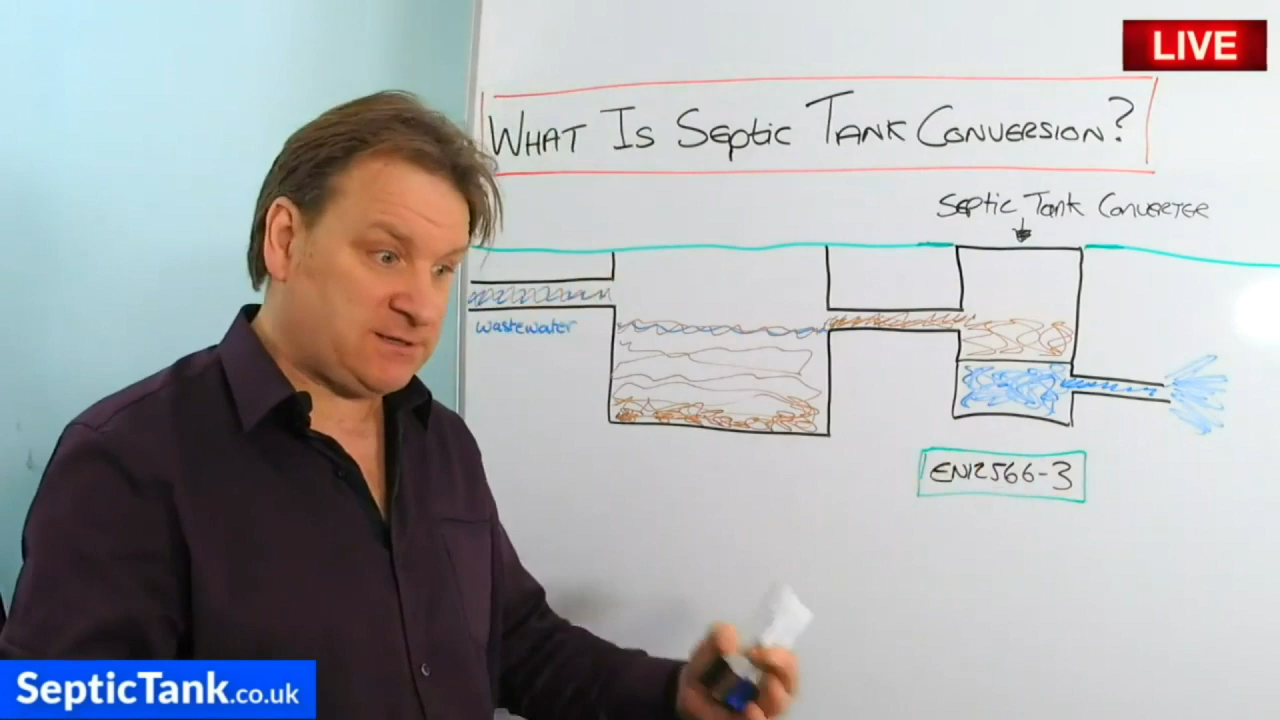 LIVE
WHAT IS SEPTIC TANK CONVERSION?
SEPTIC TANK CONVERTER
wastewater
EN12566-3
SepticTank.co.uk